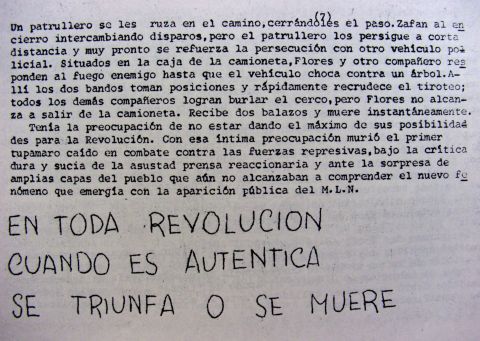 Un patrullero se les ruza en el camino,cerrándoles el paso.(?)Zafan al en
cierro intercambiando disparos,pero el patrullero los persigue a corta
distancia y muy pronto se refuerza la persecución con otro vehículo po
licial. Situados en la caja de la camioneta,Flores y otro compañero res
ponden al fuego enemigo hasta que el vehículo choca contra un árbol.A-
llí los dos bandos toman posiciones y rápidamente recrudece el tiroteo;
todos los demás compañeros logran burlar el cerco,pero Flores no alcan-
za a salir de la camioneta. Recibe dos balazos y muere instantáneamente.
Tenía la preocupación de no estar dando el máximo de sus posibilida
des para la Revolución. Con esa íntima preocupación murió el primer
tupamaro caído en combate contra las fuerzas represivas,bajo la crítica
dura y sucia de la asustad prensa reaccionaria y ante la sorpresa de
amplias capas del pueblo que aún no alcanzaban a comprender el nuevo fe
nómeno que emergía con la aparición pública del M.L.N.
EN TODA REVOLUCION
CUANDO ES AUTENTICA
SE TRIUNFA O SE MUERE